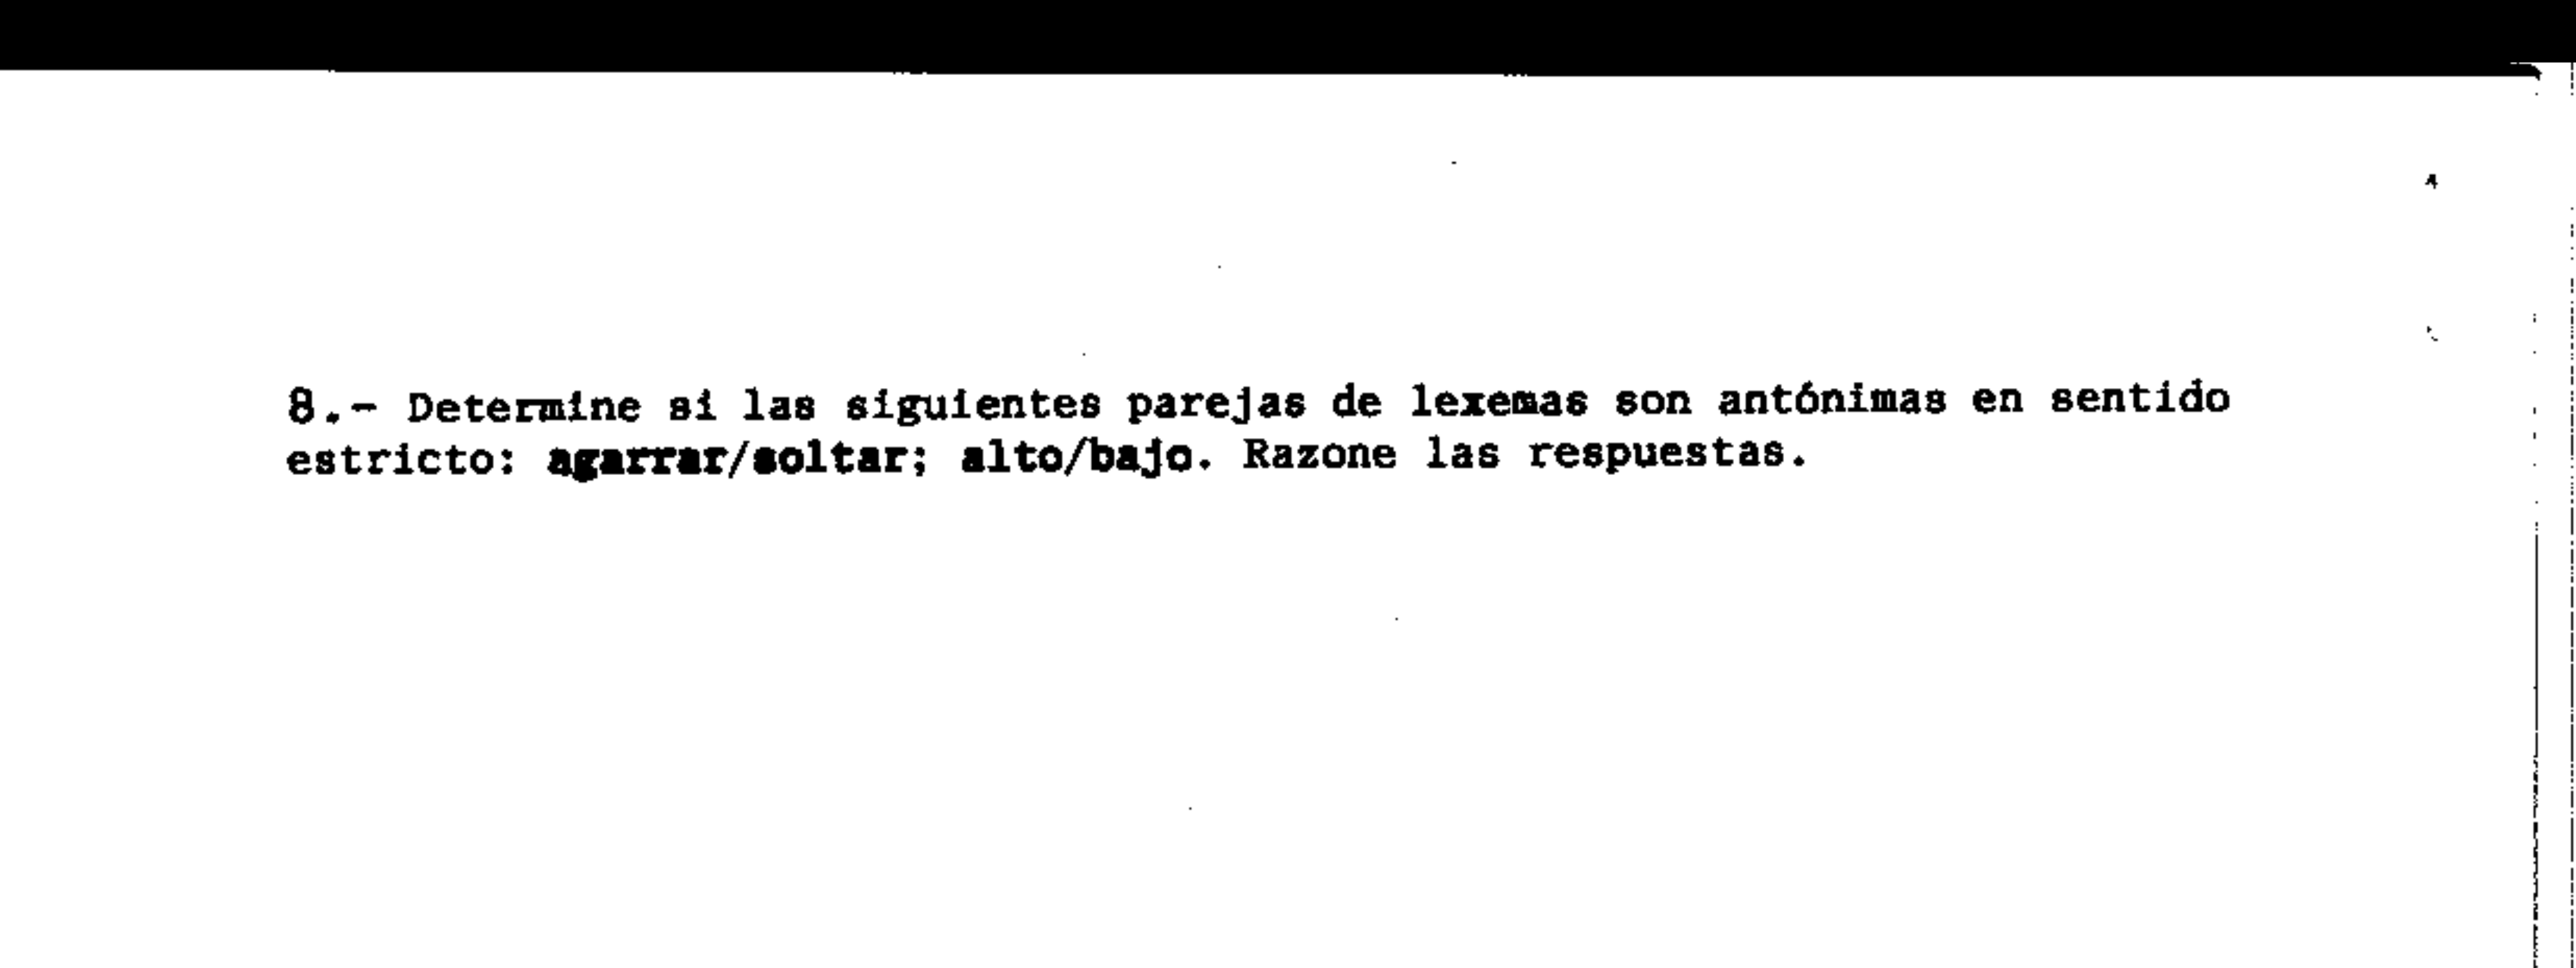 8.- Determine si las siguientes parejas de lexemas son antónimas en sentido
estricto: agarrar/soltar; alto/bajo. Razone las respuestas.